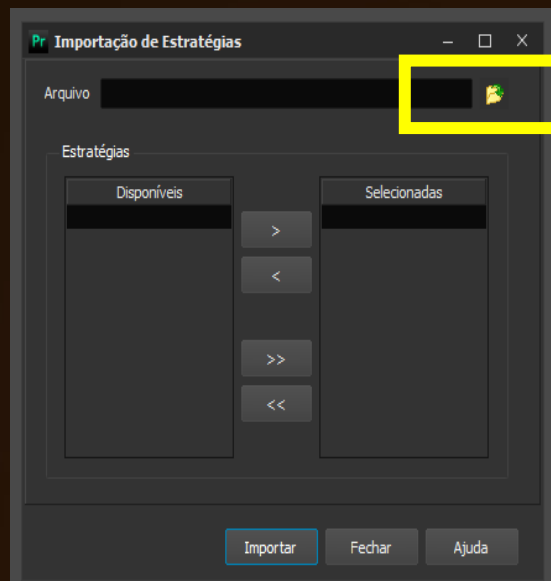 Pr Importação de Estratégias
Arquivo
Estratégias
Disponíveis
Selecionadas
>
<
>>
<<
Importar
Fechar
Ajuda